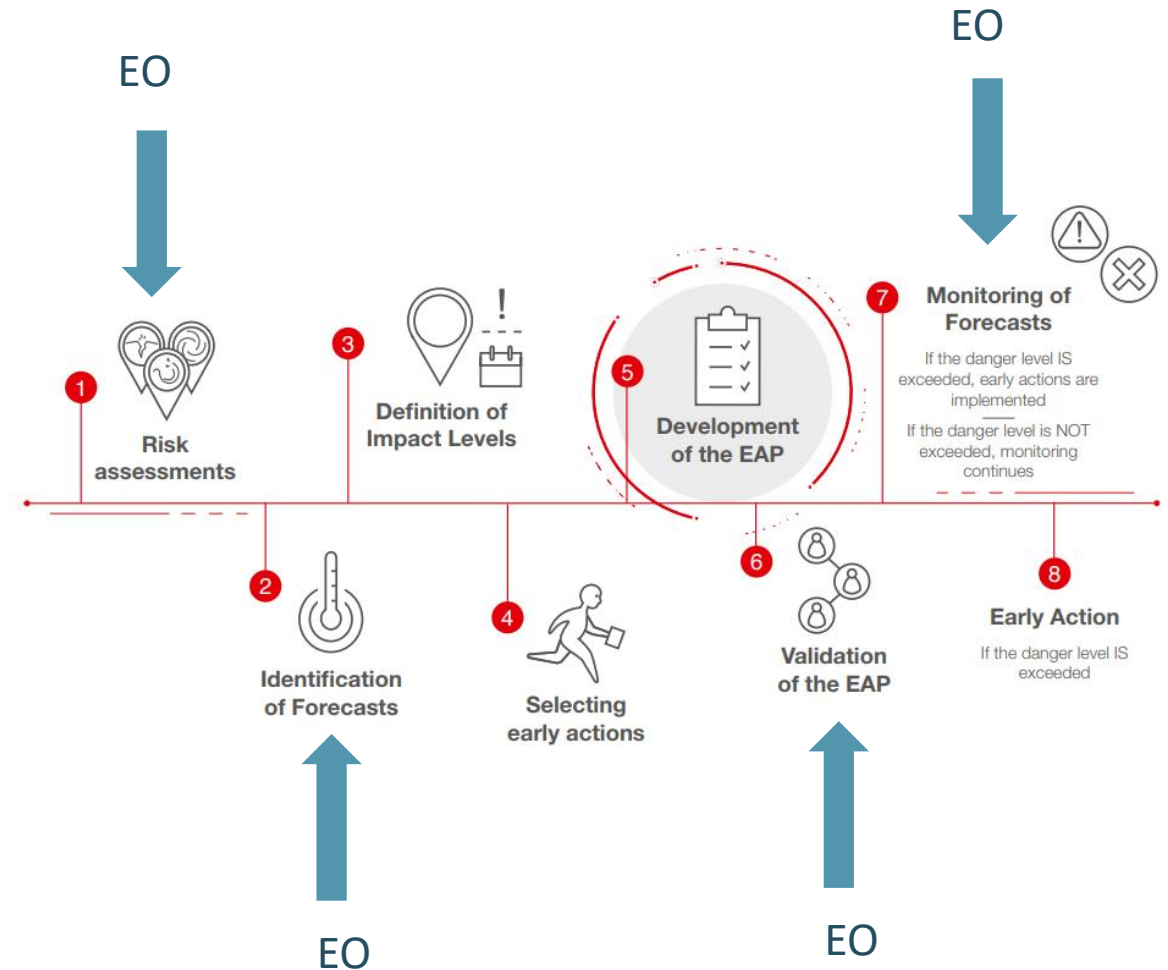 EO
EO
1
Risk
assessments
2
Identification
of Forecasts
EO
3
!
Definition of
Impact Levels
4
Selecting
early actions
5
Development
of the EAP
6
Validation
of the EAP
EO
7
!
Monitoring of
Forecasts
If the danger level IS
exceeded, early actions are
implemented
If the danger level is NOT
exceeded, monitoring
continues
8
Early Action
If the danger level IS
exceeded